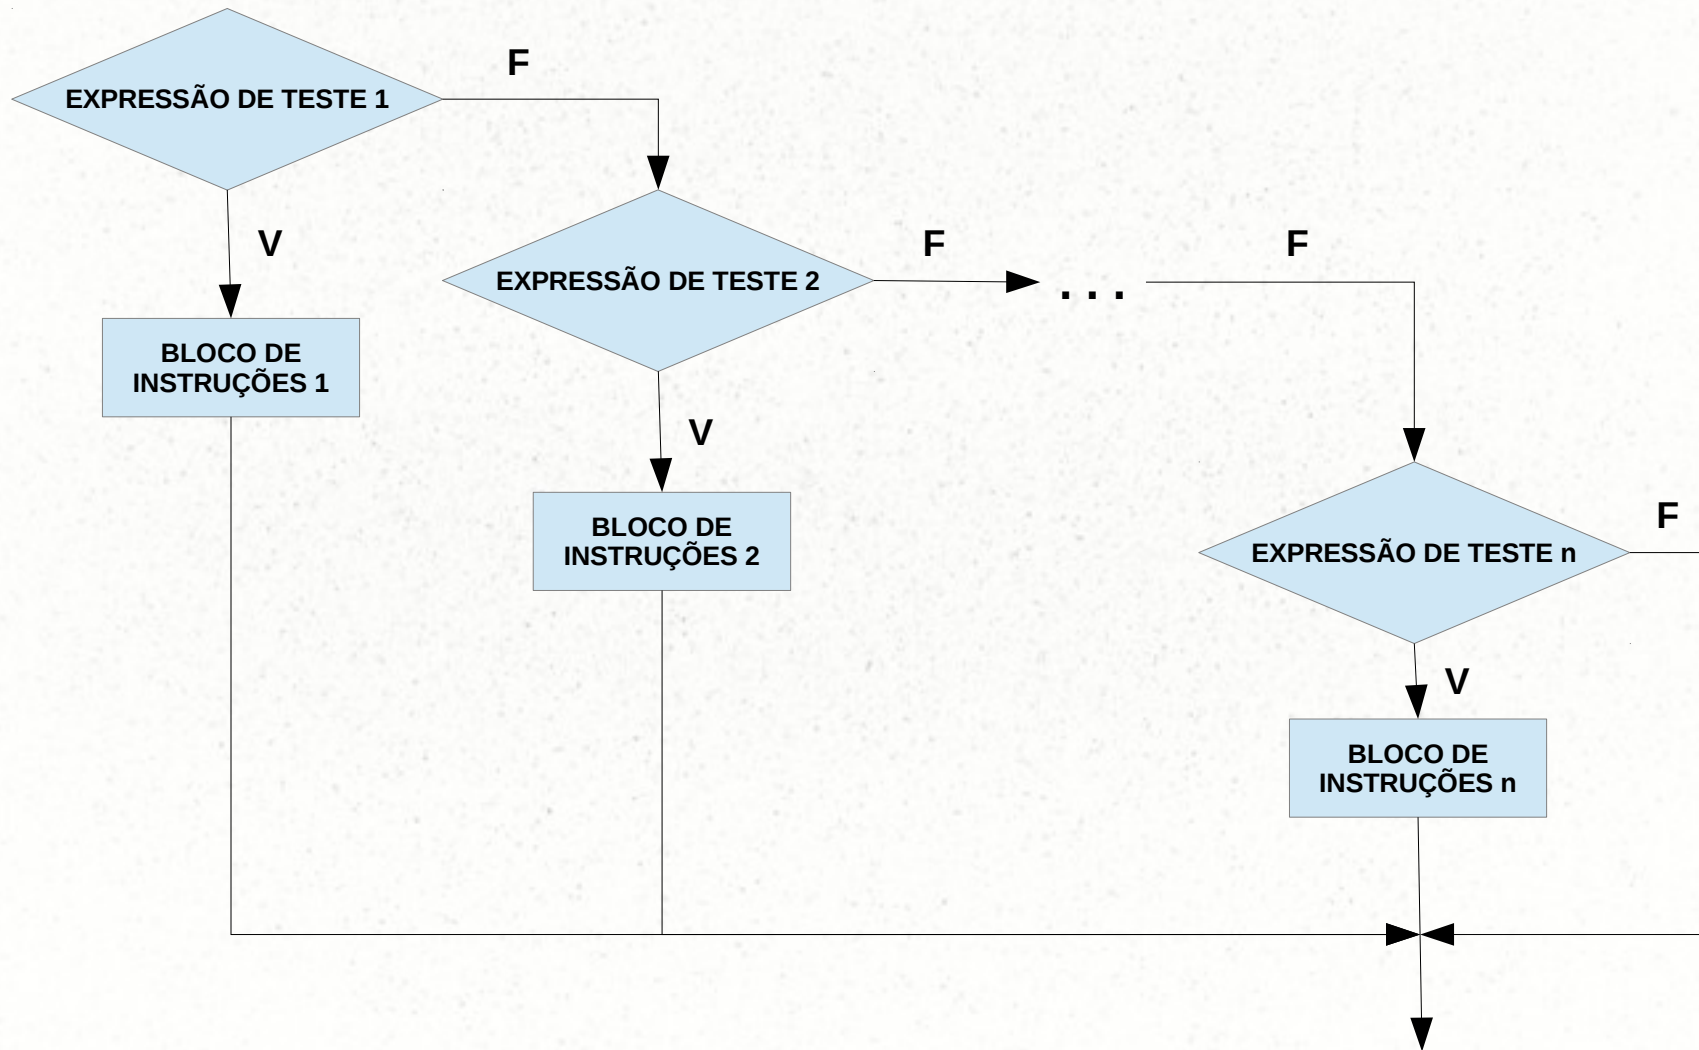 F
EXPRESSÃO DE TESTE 1
V
F
F
EXPRESSÃO DE TESTE 2
. . .
BLOCO DE
INSTRUÇÕES 1
V
F
BLOCO DE
INSTRUÇÕES 2
EXPRESSÃO DE TESTE n
V
BLOCO DE
INSTRUÇÕES n